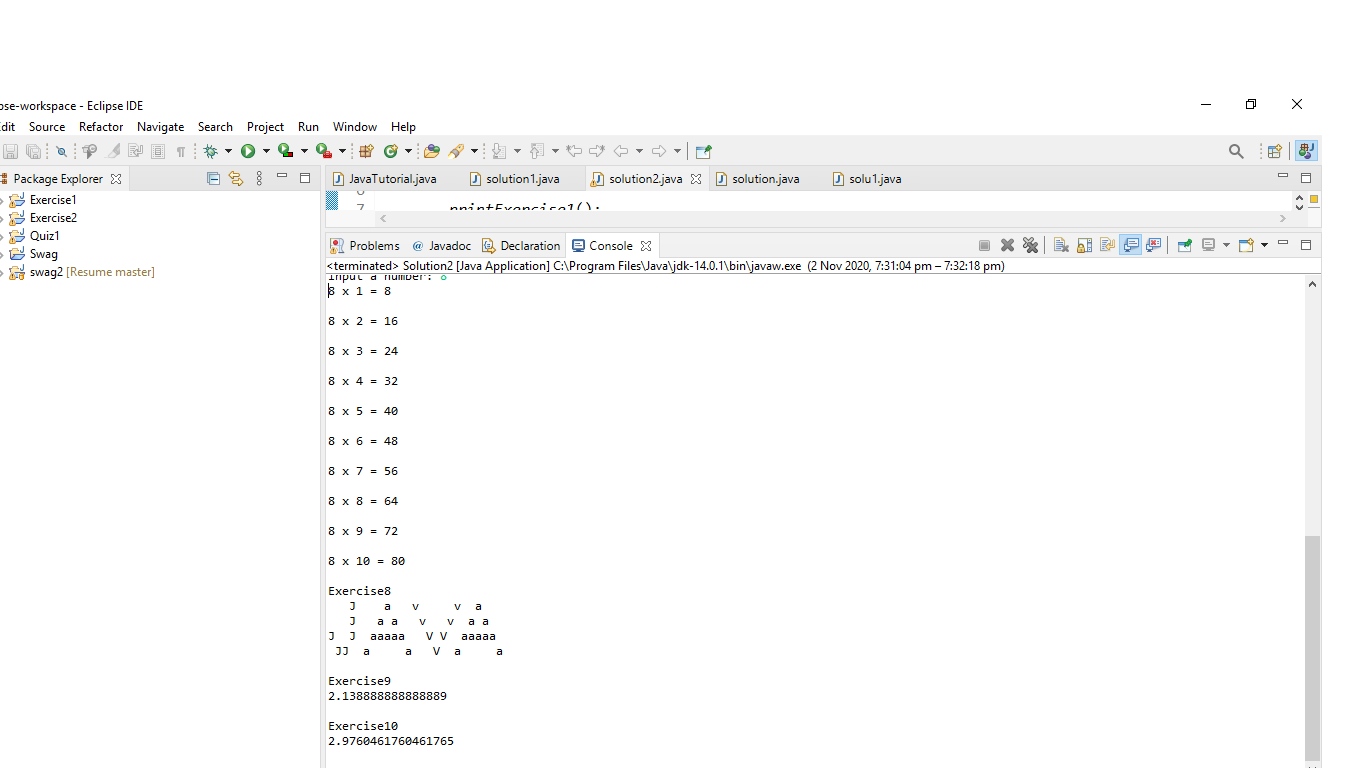 ose-workspace - Eclipse IDE
dit Source Refactor Navigate Search Project Run Window Help
Package Explorer
JavaTutorial.java solution1.java solution2.java solution.java solu1.java
Exercise1
Exercise2
Quiz1
Swag
swag2 [Resume master]
7 printExercise1();
Problems Javadoc Declaration Console
<terminated> Solution2 [Java Application] C:\Program Files\Java\jdk-14.0.1\bin\javaw.exe (2 Nov 2020, 7:31:04 pm – 7:32:18 pm)
Input a number: 8
8 x 1 = 8
8 x 2 = 16
8 x 3 = 24
8 x 4 = 32
8 x 5 = 40
8 x 6 = 48
8 x 7 = 56
8 x 8 = 64
8 x 9 = 72
8 x 10 = 80
Exercise8
   J    a   v     v  a
   J   a a   v   v  a a
J  J  aaaaa   V V  aaaaa
 JJ  a     a   V  a     a
Exercise9
2.138888888888889
Exercise10
2.9760461760461765